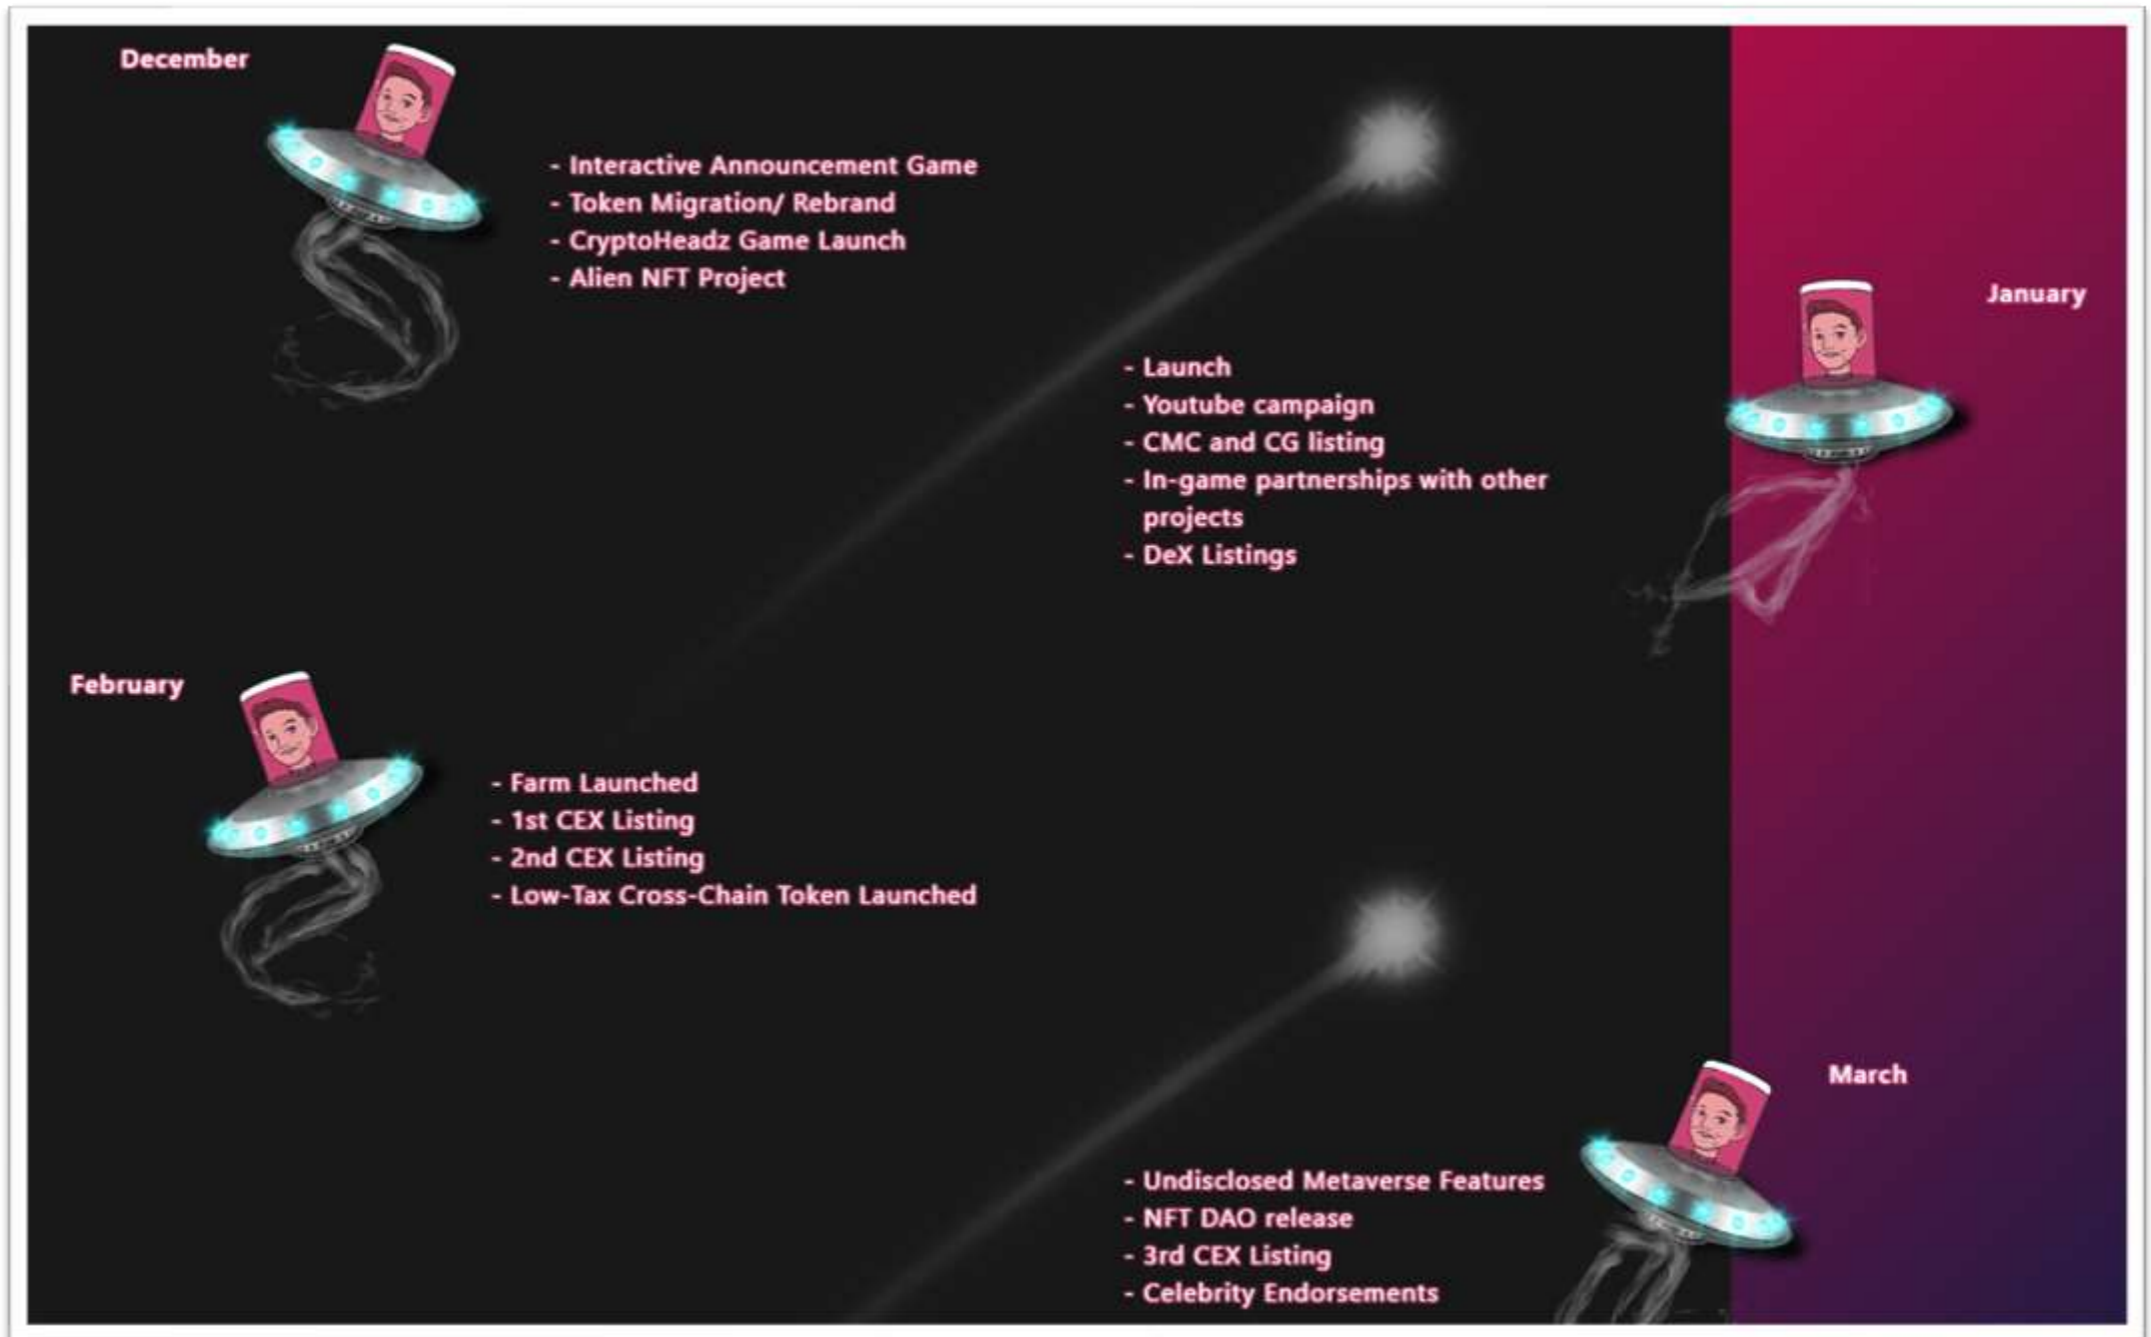 December
- Interactive Announcement Game
- Token Migration/ Rebrand
- CryptoHeadz Game Launch
- Alien NFT Project
January
- Launch
- Youtube campaign
- CMC and CG listing
- In-game partnerships with other
projects
- DeX Listings
February
- Farm Launched
- 1st CEX Listing
- 2nd CEX Listing
- Low-Tax Cross-Chain Token Launched
March
- Undisclosed Metaverse Features
- NFT DAO release
- 3rd CEX Listing
- Celebrity Endorsements